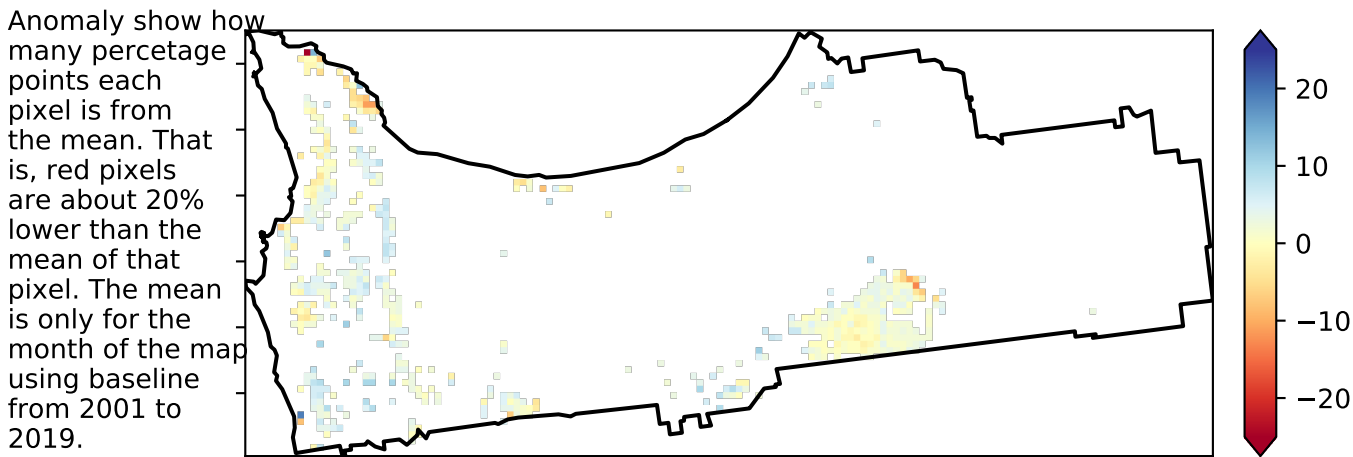 Anomaly show how
many percetage
points each
pixel is from
the mean. That
is, red pixels
are about 20%
lower than the
mean of that
pixel. The mean
is only for the
month of the map
using baseline
from 2001 to
2019.
20
10
0
−10
−20